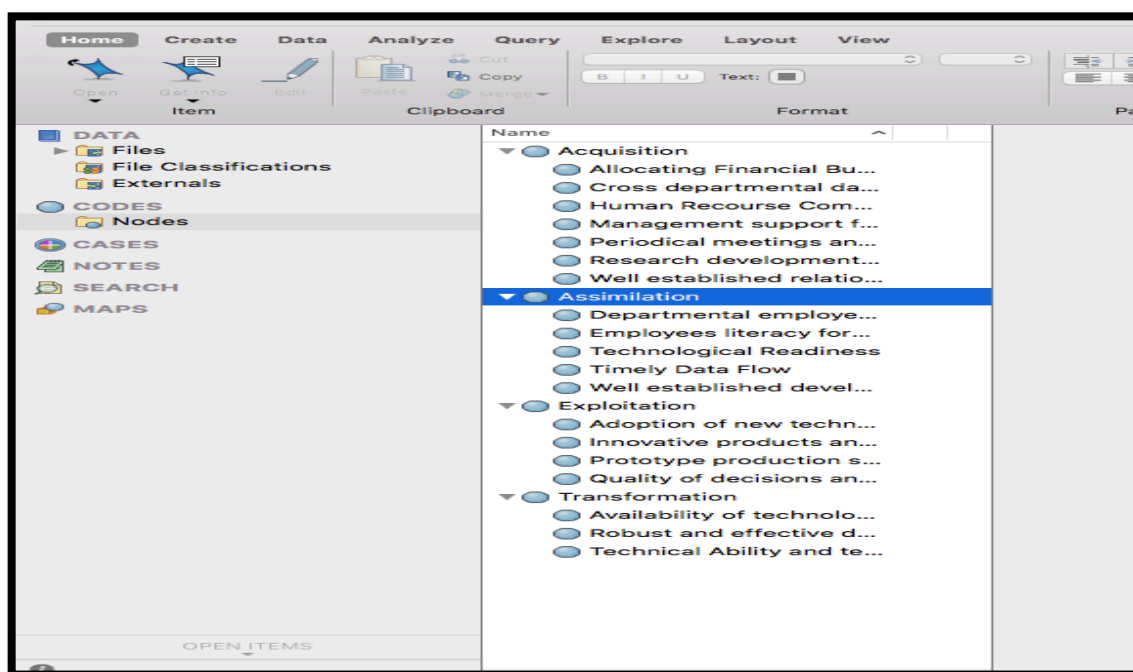 Home Create Data Analyze Query Explore Layout View
Open Get Info Edit Paste Cut
Copy
Merge
B I U Text:
Item Clipboard Format Pa
DATA
Files
File Classifications
Externals
CODES
Nodes
CASES
NOTES
SEARCH
MAPS
OPEN ITEMS
Name
Acquisition
Allocating Financial Bu...
Cross departmental da...
Human Recourse Com...
Management support f...
Periodical meetings an...
Research development...
Well established relatio...
Assimilation
Departmental employe...
Employees literacy for...
Technological Readiness
Timely Data Flow
Well established devel...
Exploitation
Adoption of new techn...
Innovative products an...
Prototype production s...
Quality of decisions an...
Transformation
Availability of technolo...
Robust and effective d...
Technical Ability and te...